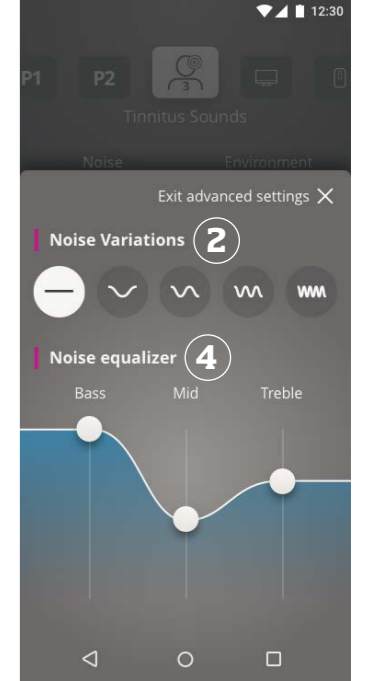 12:30
P1 P2 3
Tinnitus Sounds
Noise Environment
Exit advanced settings
Noise Variations 2
Noise equalizer 4
Bass Mid Treble